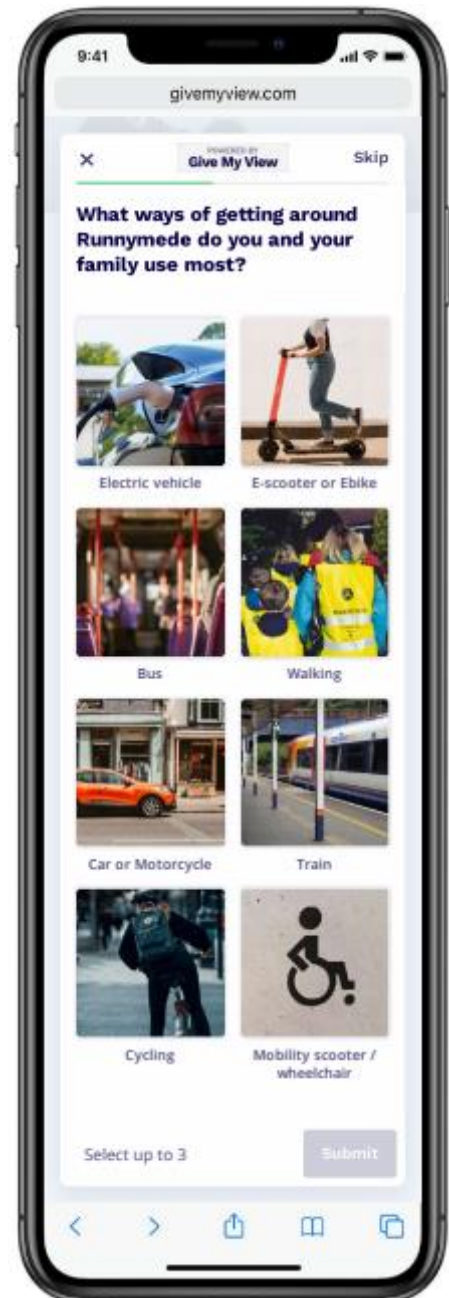 9:41
givemyview.com
POWERED BY
Give My View
Skip
What ways of getting around
Runnymede do you and your
family use most?
Electric vehicle
E-scooter or Ebike
Bus
Walking
Car or Motorcycle
Train
Cycling
Mobility scooter /
wheelchair
Select up to 3
Submit